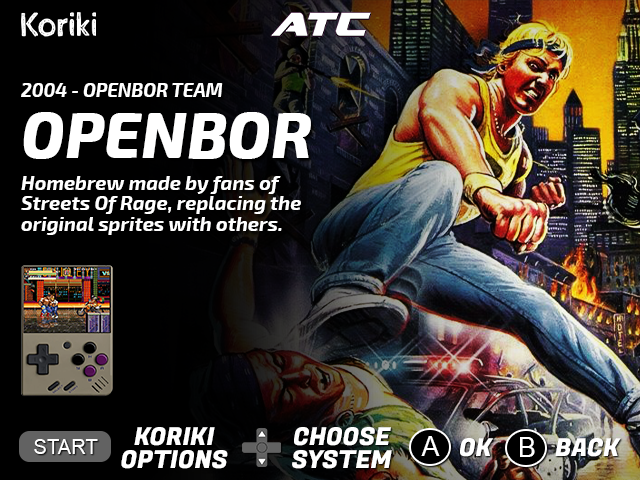 Koriki
ATC
2004 - OPENBOR TEAM
OPENBOR
Homebrew made by fans of
Streets Of Rage, replacing the
original sprites with others.
HOTEL
START
KORIKI
OPTIONS
CHOOSE
SYSTEM
A
OK
B
BACK